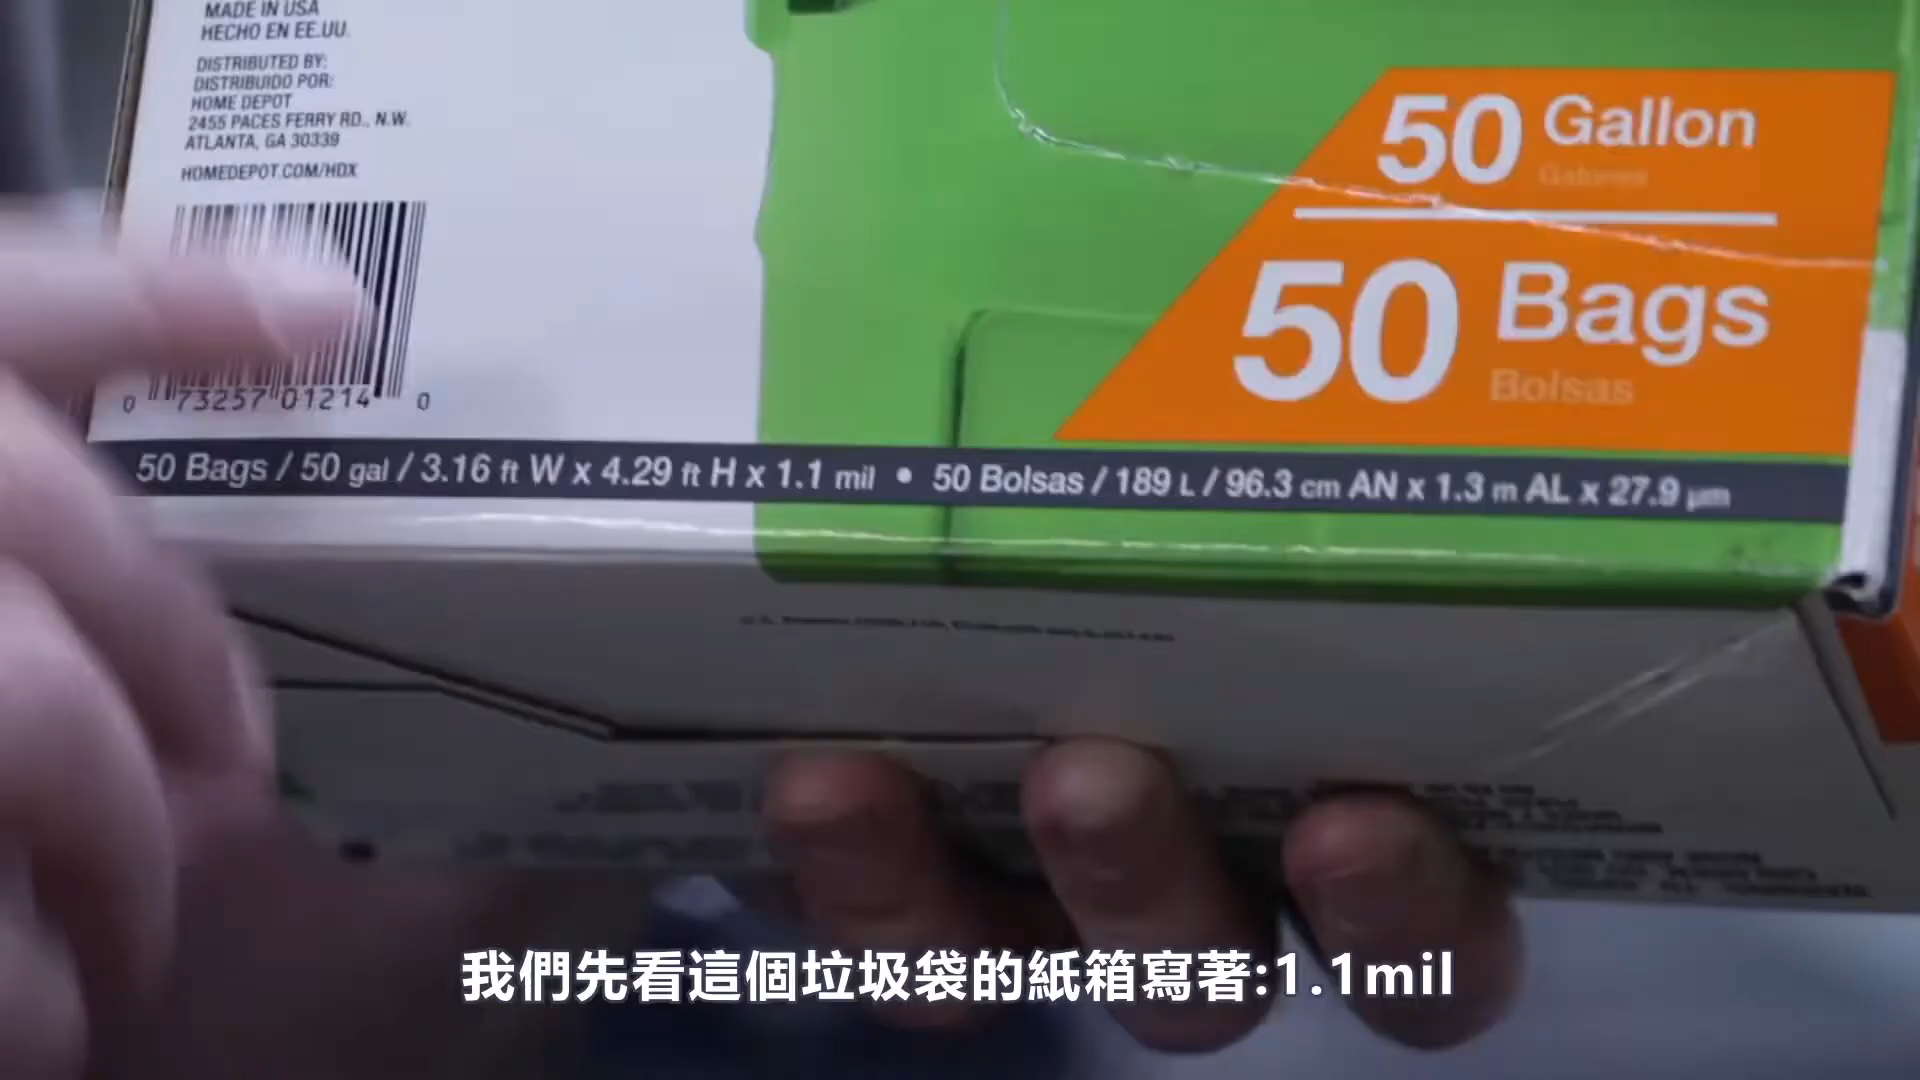 MADE IN USA
HECHO EN EE.UU.
DISTRIBUTED BY:
DISTRIBUIDO POR:
HOME DEPOT
2455 PACES FERRY RD., N.W.
ATLANTA, GA 30339
HOMEDEPOT.COM/HDX
0 73257 01214 0
50 Gallon
Galones
50 Bags
Bolsas
50 Bags / 50 gal / 3.16 ft W x 4.29 ft H x 1.1 mil • 50 Bolsas / 189 L / 96.3 cm AN x 1.3 m AL x 27.9 µm
我們先看這個垃圾袋的紙箱寫著:1.1mil